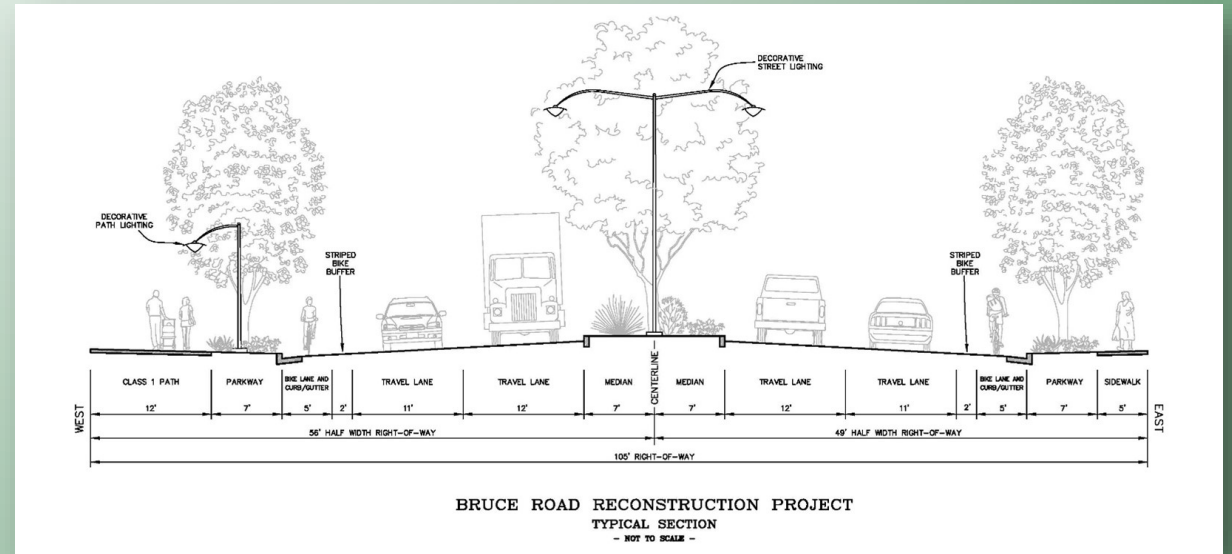 DECORATIVE
STREET LIGHTING
DECORATIVE
PATH LIGHTING
STRIPED
BIKE
BUFFER
STRIPED
BIKE
BUFFER
CLASS 1 PATH
PARKWAY
BIKE LANE AND
CURB/GUTTER
TRAVEL LANE
TRAVEL LANE
MEDIAN
CENTERLINE
MEDIAN
TRAVEL LANE
TRAVEL LANE
BIKE LANE AND
CURB/GUTTER
PARKWAY
SIDEWALK
WEST
12'
7'
5'
2'
11'
12'
7'
7'
12'
11'
2'
5'
7'
5'
EAST
56' HALF WIDTH RIGHT-OF-WAY
49' HALF WIDTH RIGHT-OF-WAY
105' RIGHT-OF-WAY
BRUCE ROAD RECONSTRUCTION PROJECT
TYPICAL SECTION
- NOT TO SCALE -